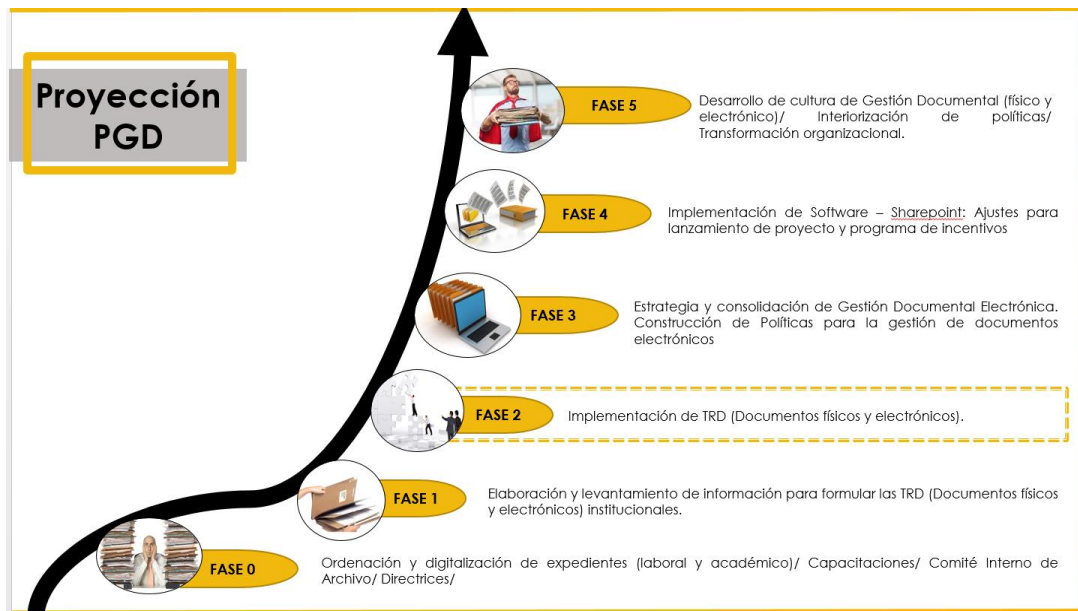 Proyección
PGD
FASE 5
Desarrollo de cultura de Gestión Documental (físico y
electrónico)/ Interiorización de políticas/
Transformación organizacional.
FASE 4
Implementación de Software – Sharepoint: Ajustes para
lanzamiento de proyecto y programa de incentivos
FASE 3
Estrategia y consolidación de Gestión Documental Electrónica.
Construcción de Políticas para la gestión de documentos
electrónicos
FASE 2
Implementación de TRD (Documentos físicos y electrónicos).
FASE 1
Elaboración y levantamiento de información para formular las TRD (Documentos físicos
y electrónicos) institucionales.
FASE 0
Ordenación y digitalización de expedientes (laboral y académico)/ Capacitaciones/ Comité Interno de
Archivo/ Directrices/